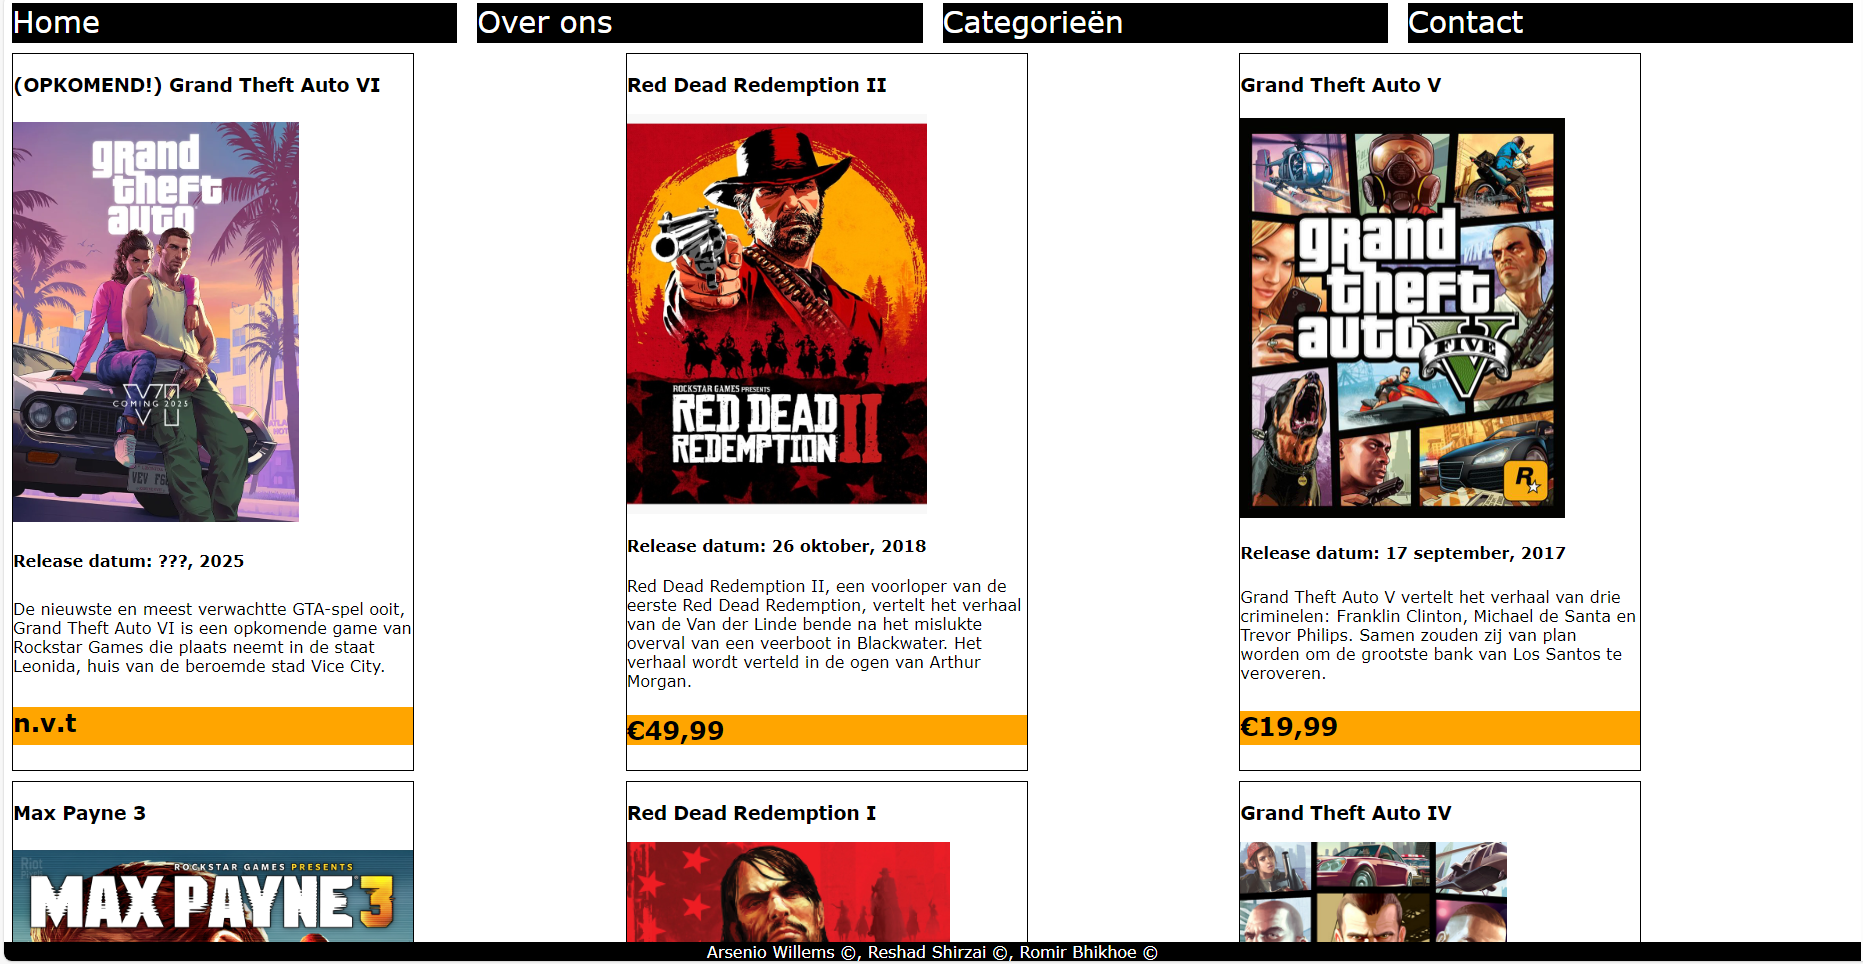 Home
Over ons
Categorieën
Contact
(OPKOMEND!) Grand Theft Auto VI
grand
theft
auto
VI
COMING 2025
Release datum: ???, 2025
De nieuwste en meest verwachtte GTA-spel ooit,
Grand Theft Auto VI is een opkomende game van
Rockstar Games die plaats neemt in de staat
Leonida, huis van de beroemde stad Vice City.
n.v.t
Red Dead Redemption II
ROCKSTAR GAMES PRESENTS
RED DEAD
REDEMPTION II
Release datum: 26 oktober, 2018
Red Dead Redemption II, een voorloper van de
eerste Red Dead Redemption, vertelt het verhaal
van de Van der Linde bende na het mislukte
overval van een veerboot in Blackwater. Het
verhaal wordt verteld in de ogen van Arthur
Morgan.
€49,99
Grand Theft Auto V
grand
theft
auto V
FIVE
R
Release datum: 17 september, 2017
Grand Theft Auto V vertelt het verhaal van drie
criminelen: Franklin Clinton, Michael de Santa en
Trevor Philips. Samen zouden zij van plan
worden om de grootste bank van Los Santos te
veroveren.
€19,99
Max Payne 3
ROCKSTAR GAMES PRESENTS
MAX PAYNE 3
Red Dead Redemption I
Grand Theft Auto IV
Arsenio Willems ©, Reshad Shirzai ©, Romir Bhikhoe ©